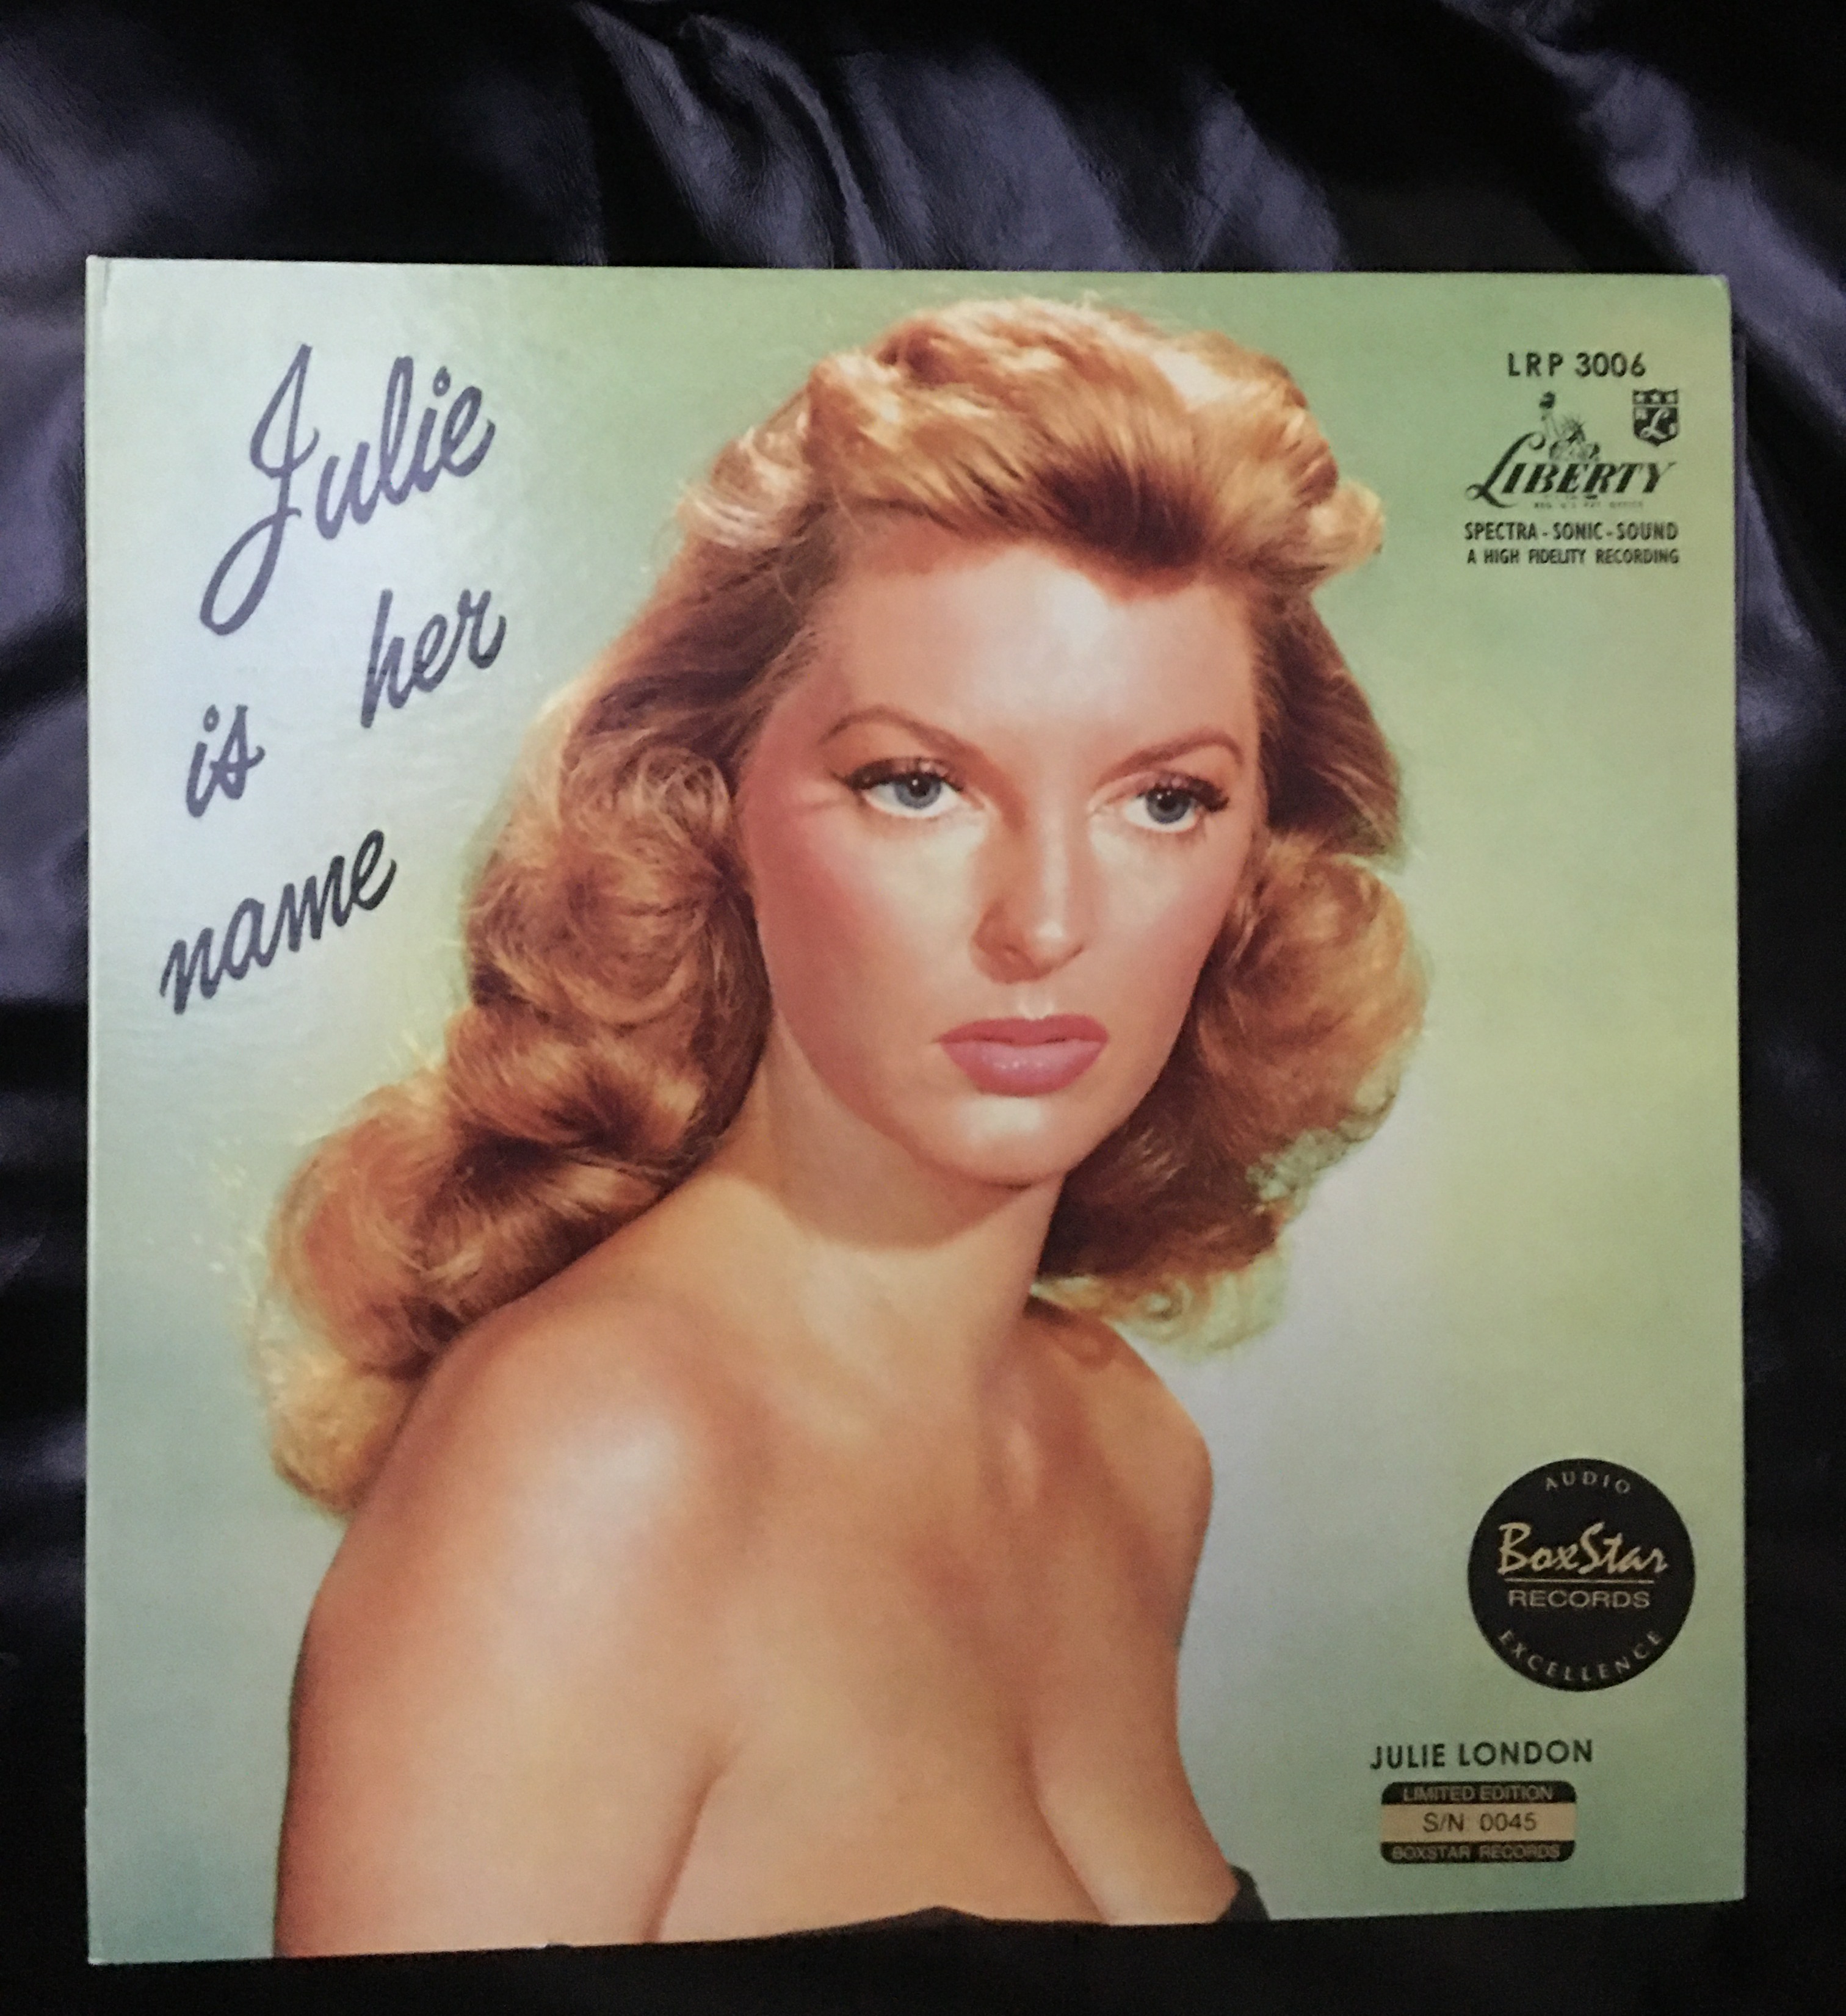 Julie
is her
name
LRP 3006
LIBERTY
SPECTRA-SONIC-SOUND
A HIGH FIDELITY RECORDING
AUDIO
BoxStar
RECORDS
EXCELLENCE
JULIE LONDON
LIMITED EDITION
S/N 0045
BOXSTAR RECORDS